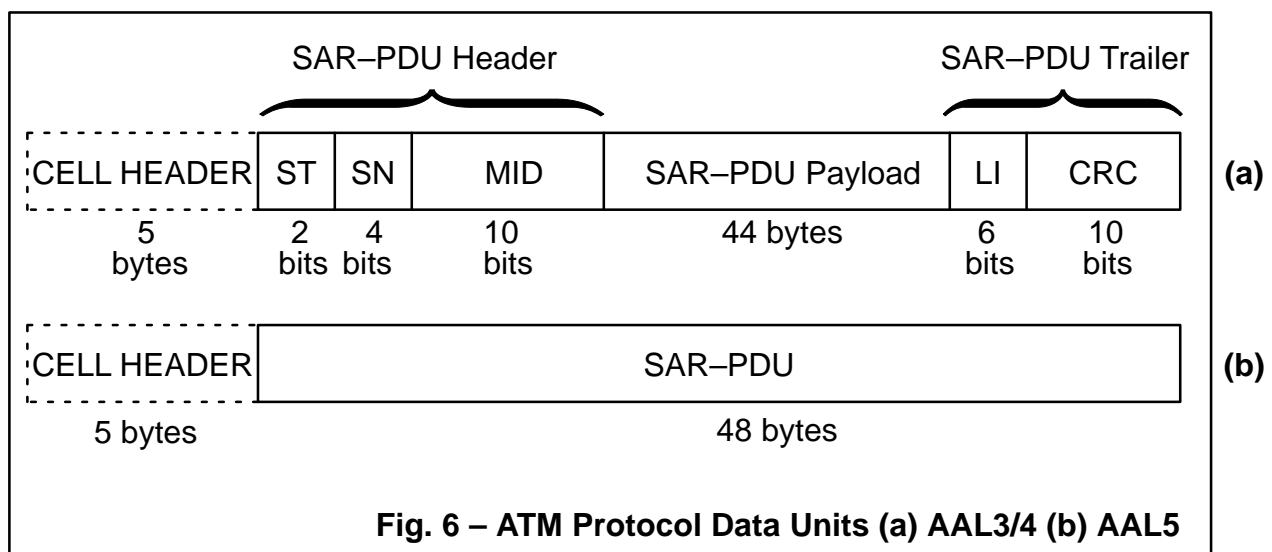 SAR–PDU Header SAR–PDU Trailer
CELL HEADER ST SN MID SAR–PDU Payload LI CRC (a)
5 2 4 10 44 bytes 6 10
bytes bits bits bits bits bits
CELL HEADER SAR–PDU (b)
5 bytes 48 bytes
Fig. 6 – ATM Protocol Data Units (a) AAL3/4 (b) AAL5